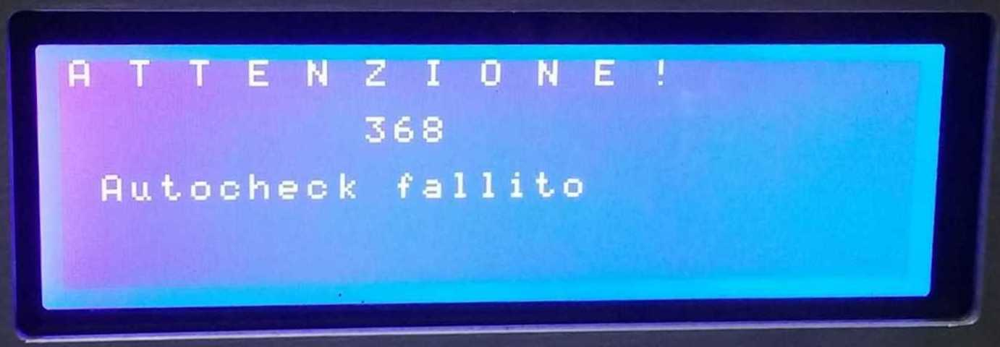 A T T E N Z I O N E !
368
Autocheck fallito